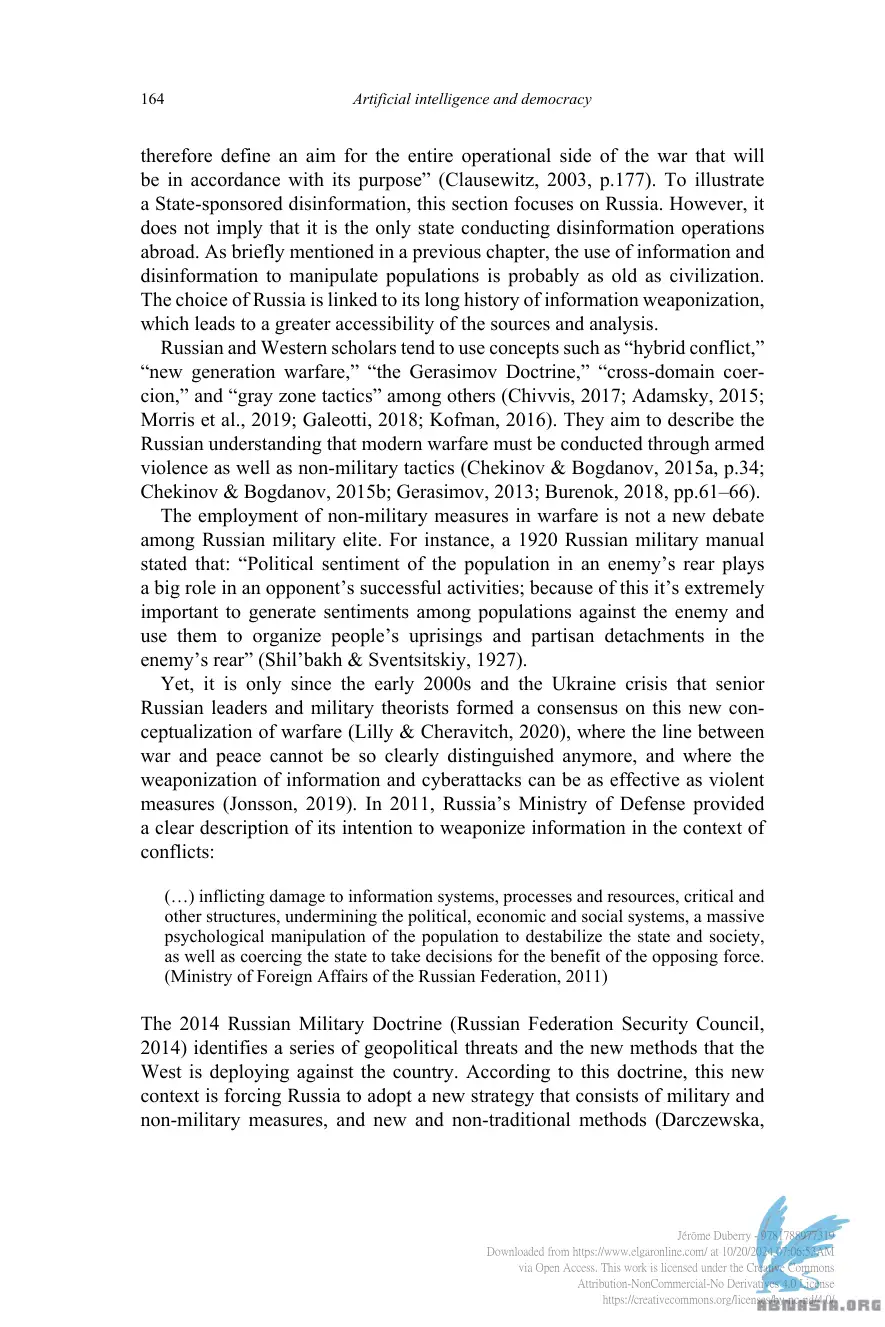 164
Artificial intelligence and democracy
therefore define an aim for the entire operational side of the war that will
be in accordance with its purpose” (Clausewitz, 2003, p.177). To illustrate
a State-sponsored disinformation, this section focuses on Russia. However, it
does not imply that it is the only state conducting disinformation operations
abroad. As briefly mentioned in a previous chapter, the use of information and
disinformation to manipulate populations is probably as old as civilization.
The choice of Russia is linked to its long history of information weaponization,
which leads to a greater accessibility of the sources and analysis.
Russian and Western scholars tend to use concepts such as “hybrid conflict,”
“new generation warfare,” “the Gerasimov Doctrine,” “cross-domain coer-
cion,” and “gray zone tactics” among others (Chivvis, 2017; Adamsky, 2015;
Morris et al., 2019; Galeotti, 2018; Kofman, 2016). They aim to describe the
Russian understanding that modern warfare must be conducted through armed
violence as well as non-military tactics (Chekinov & Bogdanov, 2015a, p.34;
Chekinov & Bogdanov, 2015b; Gerasimov, 2013; Burenok, 2018, pp.61–66).
The employment of non-military measures in warfare is not a new debate
among Russian military elite. For instance, a 1920 Russian military manual
stated that: “Political sentiment of the population in an enemy’s rear plays
a big role in an opponent’s successful activities; because of this it’s extremely
important to generate sentiments among populations against the enemy and
use them to organize people’s uprisings and partisan detachments in the
enemy’s rear” (Shil’bakh & Sventsitskiy, 1927).
Yet, it is only since the early 2000s and the Ukraine crisis that senior
Russian leaders and military theorists formed a consensus on this new con-
ceptualization of warfare (Lilly & Cheravitch, 2020), where the line between
war and peace cannot be so clearly distinguished anymore, and where the
weaponization of information and cyberattacks can be as effective as violent
measures (Jonsson, 2019). In 2011, Russia’s Ministry of Defense provided
a clear description of its intention to weaponize information in the context of
conflicts:
(…) inflicting damage to information systems, processes and resources, critical and
other structures, undermining the political, economic and social systems, a massive
psychological manipulation of the population to destabilize the state and society,
as well as coercing the state to take decisions for the benefit of the opposing force.
(Ministry of Foreign Affairs of the Russian Federation, 2011)
The 2014 Russian Military Doctrine (Russian Federation Security Council,
2014) identifies a series of geopolitical threats and the new methods that the
West is deploying against the country. According to this doctrine, this new
context is forcing Russia to adopt a new strategy that consists of military and
non-military measures, and new and non-traditional methods (Darczewska,
Jérôme Duberry - 9781788977319
Downloaded from https://www.elgaronline.com/ at 10/20/2024 07:06:52AM
via Open Access. This work is licensed under the Creative Commons
Attribution-NonCommercial-No Derivatives 4.0 License
https://creativecommons.org/licenses/by-nc-nd/4.0/